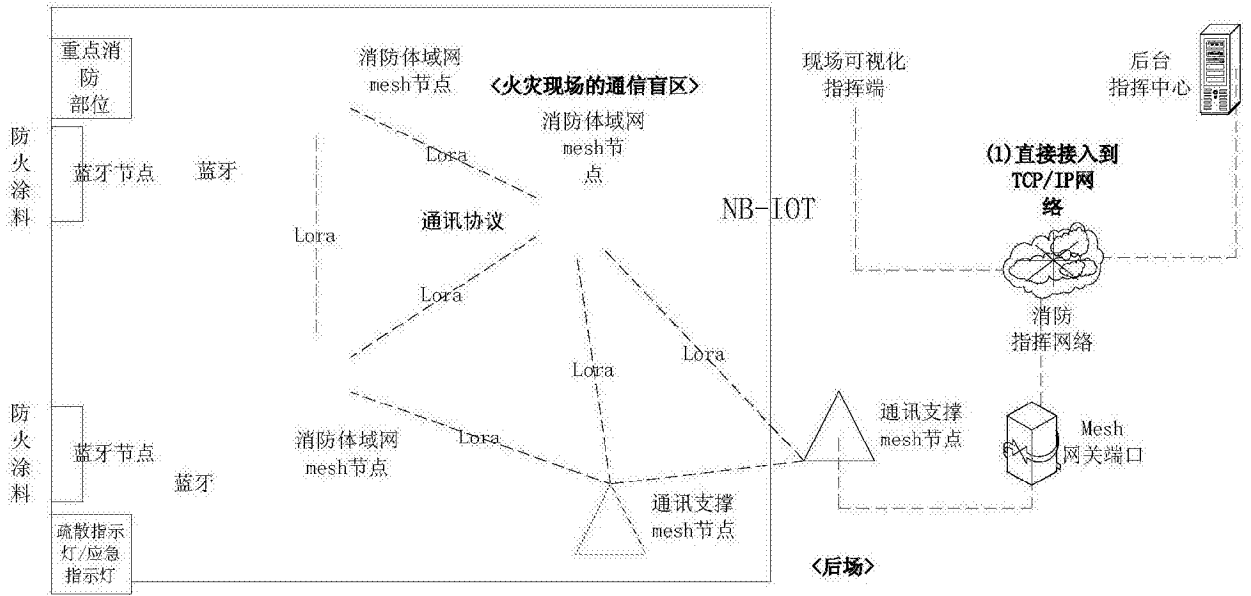 重点消
防
部位
消防体域网
mesh节点
<火灾现场的通信盲区>
消防体域网
mesh节
点
现场可视化
指挥端
后台
指挥中心
防
火
涂
料
蓝牙节点
蓝牙
Lora
通讯协议
Lora
NB-IOT
(1)直接接入到
TCP/IP网
络
消防
指挥网络
Lora
Lora
Lora
防
火
涂
料
蓝牙节点
蓝牙
消防体域网
mesh节点
Lora
通讯支撑
mesh节点
通讯支撑
mesh节点
Mesh
网关端口
疏散指示
灯/应急
指示灯
<后场>